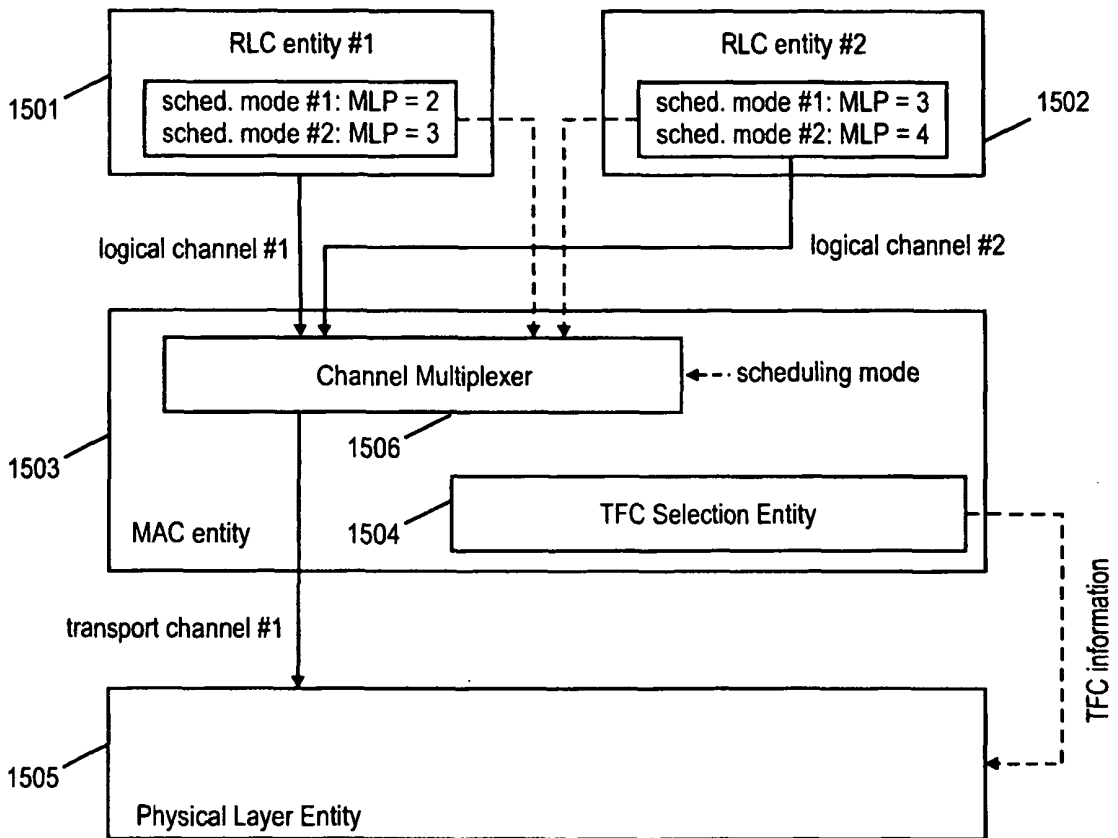 RLC entity #1
RLC entity #2
1501
sched. mode #1: MLP = 2
sched. mode #2: MLP = 3
sched. mode #1: MLP = 3
sched. mode #2: MLP = 4
1502
logical channel #1
logical channel #2
Channel Multiplexer
scheduling mode
1506
1503
1504
TFC Selection Entity
MAC entity
TFC information
transport channel #1
1505
Physical Layer Entity